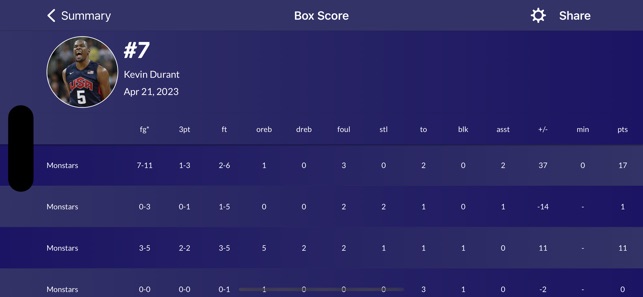 Summary Box Score Share
#7
Kevin Durant
Apr 21, 2023
USA
5
fg* 3pt ft oreb dreb foul stl to blk asst +/- min pts
Monstars 7-11 1-3 2-6 1 0 3 0 2 0 2 37 0 17
Monstars 0-3 0-1 1-5 0 0 2 2 1 0 1 -14 - 1
Monstars 3-5 2-2 3-5 5 2 2 1 1 1 0 11 - 11
Monstars 0-0 0-0 0-1 1 0 0 0 3 1 0 -2 - 0